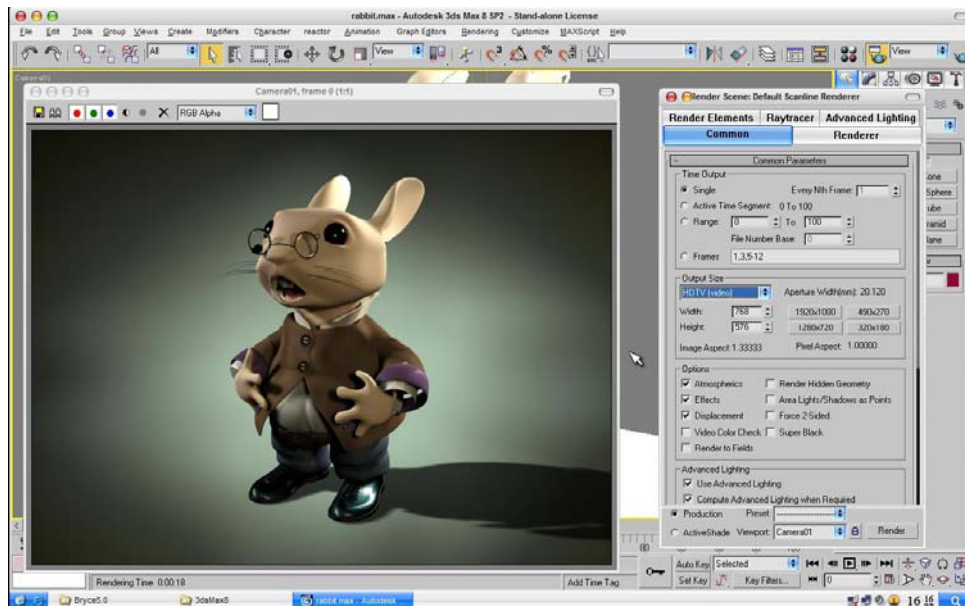 rabbit.max - Autodesk 3ds Max 8 SP2 - Stand-alone License
File Edit Tools Group Views Create Modifiers Character reactor Animation Graph Editors Rendering Customize MAXScript Help
All View View
Camera01
Camera01, frame 0 (1:1)
RGB Alpha
Render Scene: Default Scanline Renderer
Render Elements Raytracer Advanced Lighting
Common Renderer
Common Parameters
Time Output
Single Every Nth Frame: 1
Active Time Segment: 0 To 100
Range: 0 To 100
File Number Base: 0
Frames 1,3,5-12
Output Size
HDTV (video) Aperture Width(mm): 20.120
Width: 768 1920x1080 490x270
Height: 576 1280x720 320x180
Image Aspect: 1.33333 Pixel Aspect: 1.00000
Options
Atmospherics Render Hidden Geometry
Effects Area Lights/Shadows as Points
Displacement Force 2-Sided
Video Color Check Super Black
Render to Fields
Advanced Lighting
Use Advanced Lighting
Compute Advanced Lighting when Required
Production Preset: --------------------
ActiveShade Viewport: Camera01 Render
one
Sphere
ube
ramid
lane
80
Auto Key Selected
Set Key Key Filters... 0
Rendering Time 0:00:18 Add Time Tag
Bryce5.0 3dsMax8 rabbit.max - Autodesk 16 16